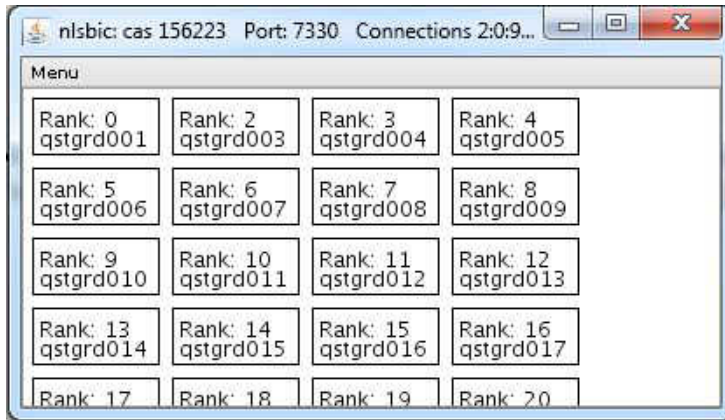 nlsbic: cas 156223 Port: 7330 Connections 2:0:9...
Menu
Rank: 0
qstgrd001
Rank: 2
qstgrd003
Rank: 3
qstgrd004
Rank: 4
qstgrd005
Rank: 5
qstgrd006
Rank: 6
qstgrd007
Rank: 7
qstgrd008
Rank: 8
qstgrd009
Rank: 9
qstgrd010
Rank: 10
qstgrd011
Rank: 11
qstgrd012
Rank: 12
qstgrd013
Rank: 13
qstgrd014
Rank: 14
qstgrd015
Rank: 15
qstgrd016
Rank: 16
qstgrd017
Rank: 17
Rank: 18
Rank: 19
Rank: 20